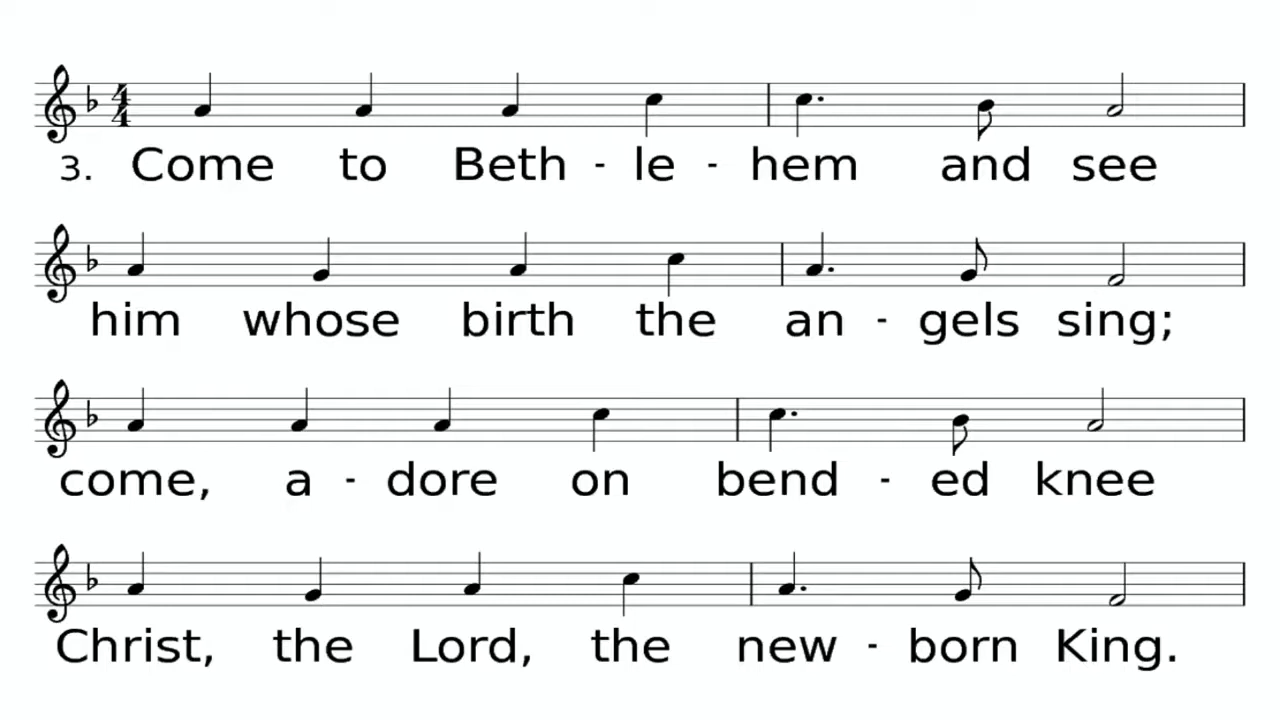 3. Come to Beth - le - hem and see
him whose birth the an - gels sing;
come, a - dore on bend - ed knee
Christ, the Lord, the new - born King.